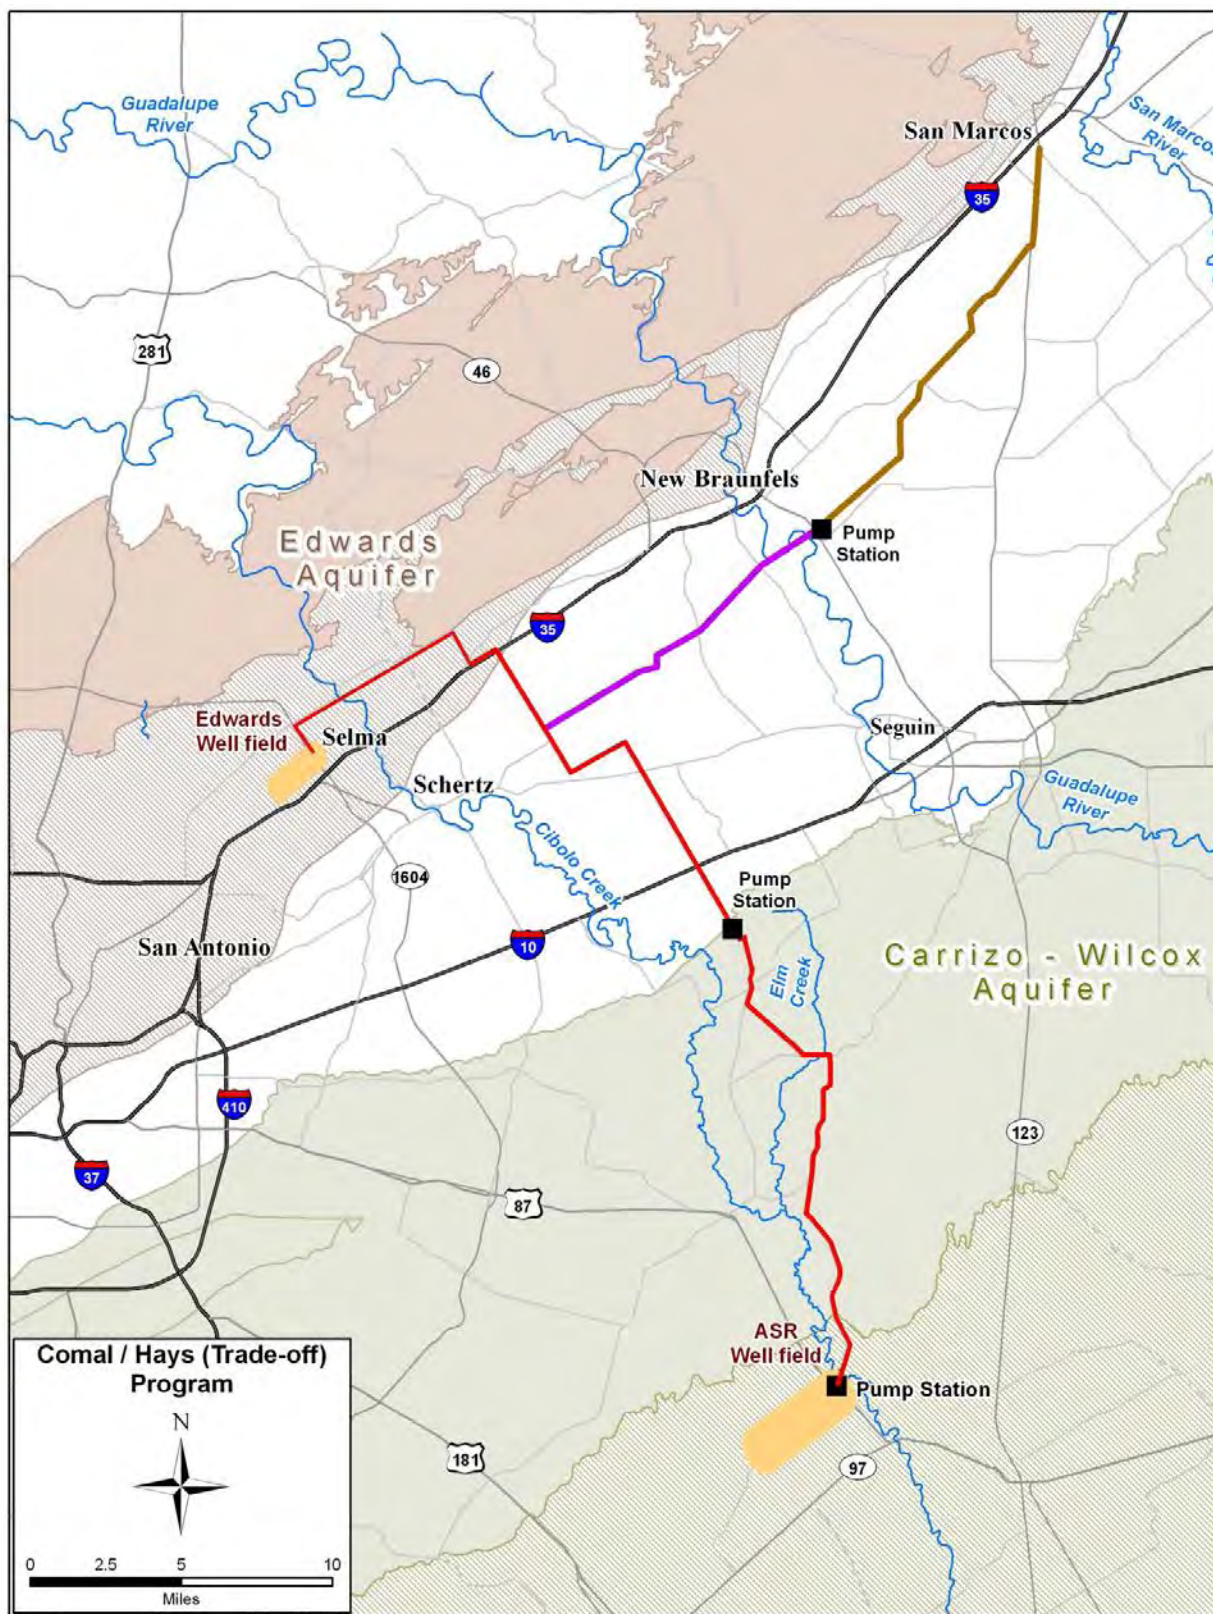 Guadalupe
River
San Marcos
San Marcos
River
35
281
46
New Braunfels
Pump
Station
Edwards
Aquifer
35
Edwards
Well field
Selma
Seguin
Schertz
Guadalupe
River
Cibolo Creek
1604
Pump
Station
San Antonio
10
Elm
Creek
Carrizo - Wilcox
Aquifer
410
123
37
87
ASR
Well field
Pump Station
Comal / Hays (Trade-off)
Program
N
181
97
0 2.5 5 10
Miles